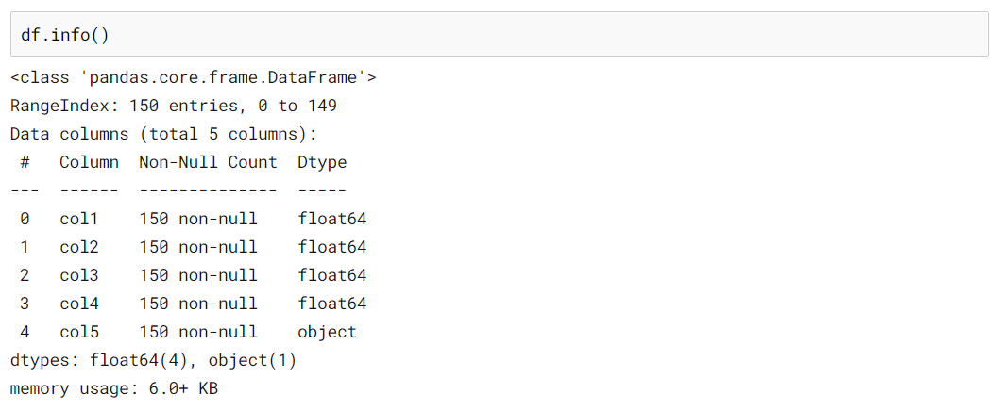 df.info()
<class 'pandas.core.frame.DataFrame'>
RangeIndex: 150 entries, 0 to 149
Data columns (total 5 columns):
 #   Column  Non-Null Count  Dtype
---  ------  --------------  -----
 0   col1    150 non-null    float64
 1   col2    150 non-null    float64
 2   col3    150 non-null    float64
 3   col4    150 non-null    float64
 4   col5    150 non-null    object
dtypes: float64(4), object(1)
memory usage: 6.0+ KB